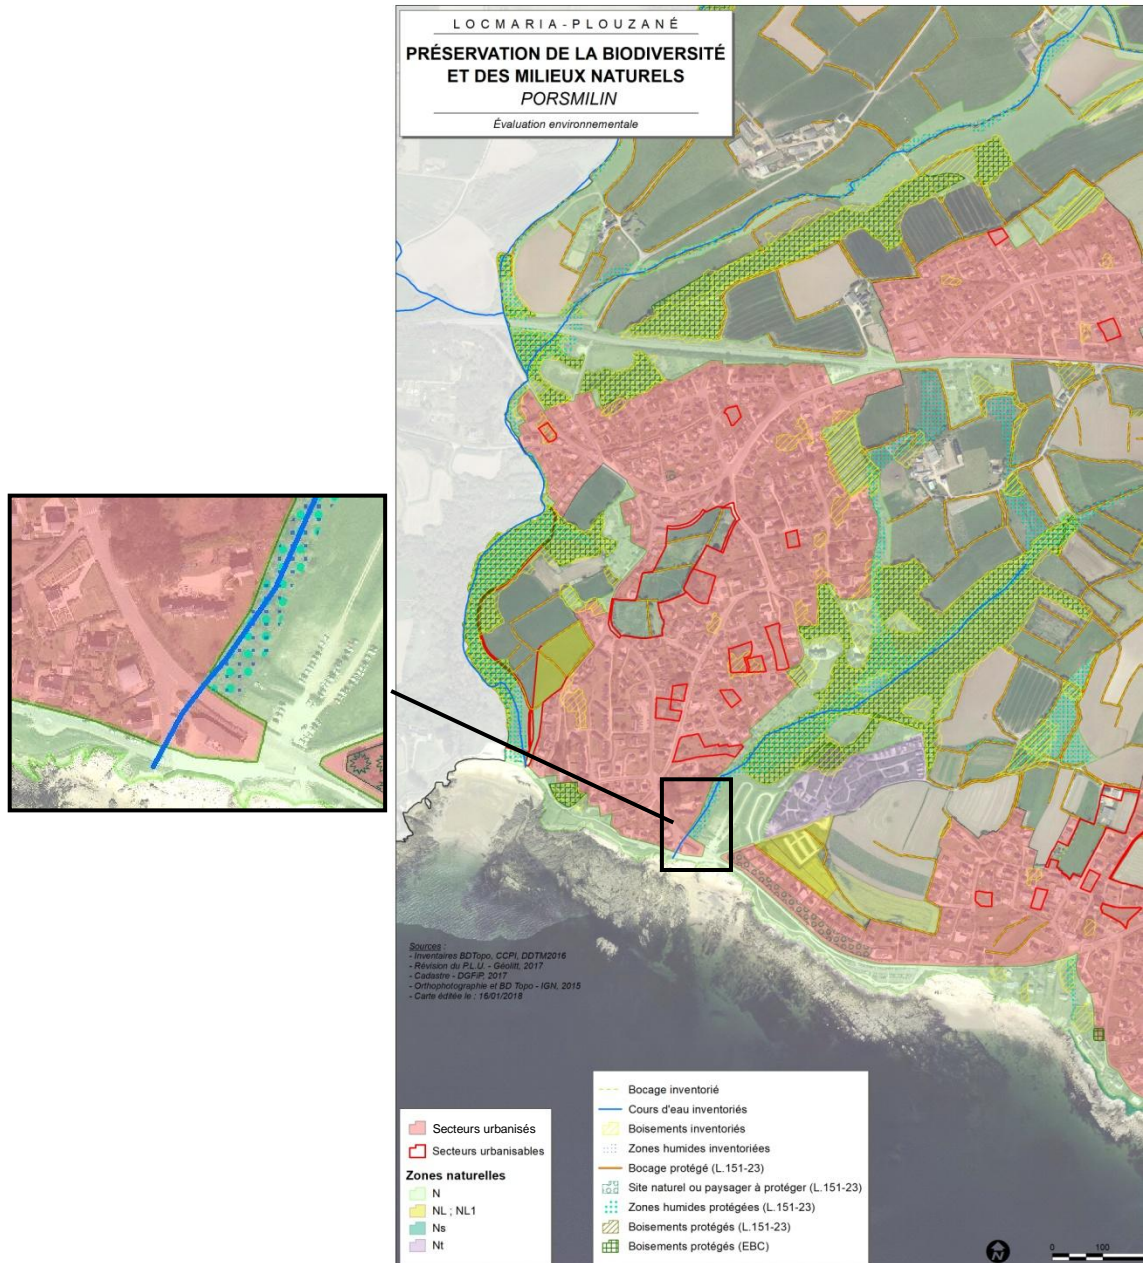 LOCMARIA-PLOUZANÉ
PRÉSERVATION DE LA BIODIVERSITÉ
ET DES MILIEUX NATURELS
PORSMILIN
Évaluation environnementale
Sources :
- Inventaires BDTopo, CCPI, DDTM2016
- Révision du P.L.U. - Géolitt, 2017
- Cadastre - DGFiP, 2017
- Orthophotographie et BD Topo - IGN, 2015
- Carte éditée le : 16/01/2018
Secteurs urbanisés
Secteurs urbanisables
Zones naturelles
N
NL ; NL1
Ns
Nt
Bocage inventorié
Cours d'eau inventoriés
Boisements inventoriés
Zones humides inventoriées
Bocage protégé (L.151-23)
Site naturel ou paysager à protéger (L.151-23)
Zones humides protégées (L.151-23)
Boisements protégés (L.151-23)
Boisements protégés (EBC)
0 100